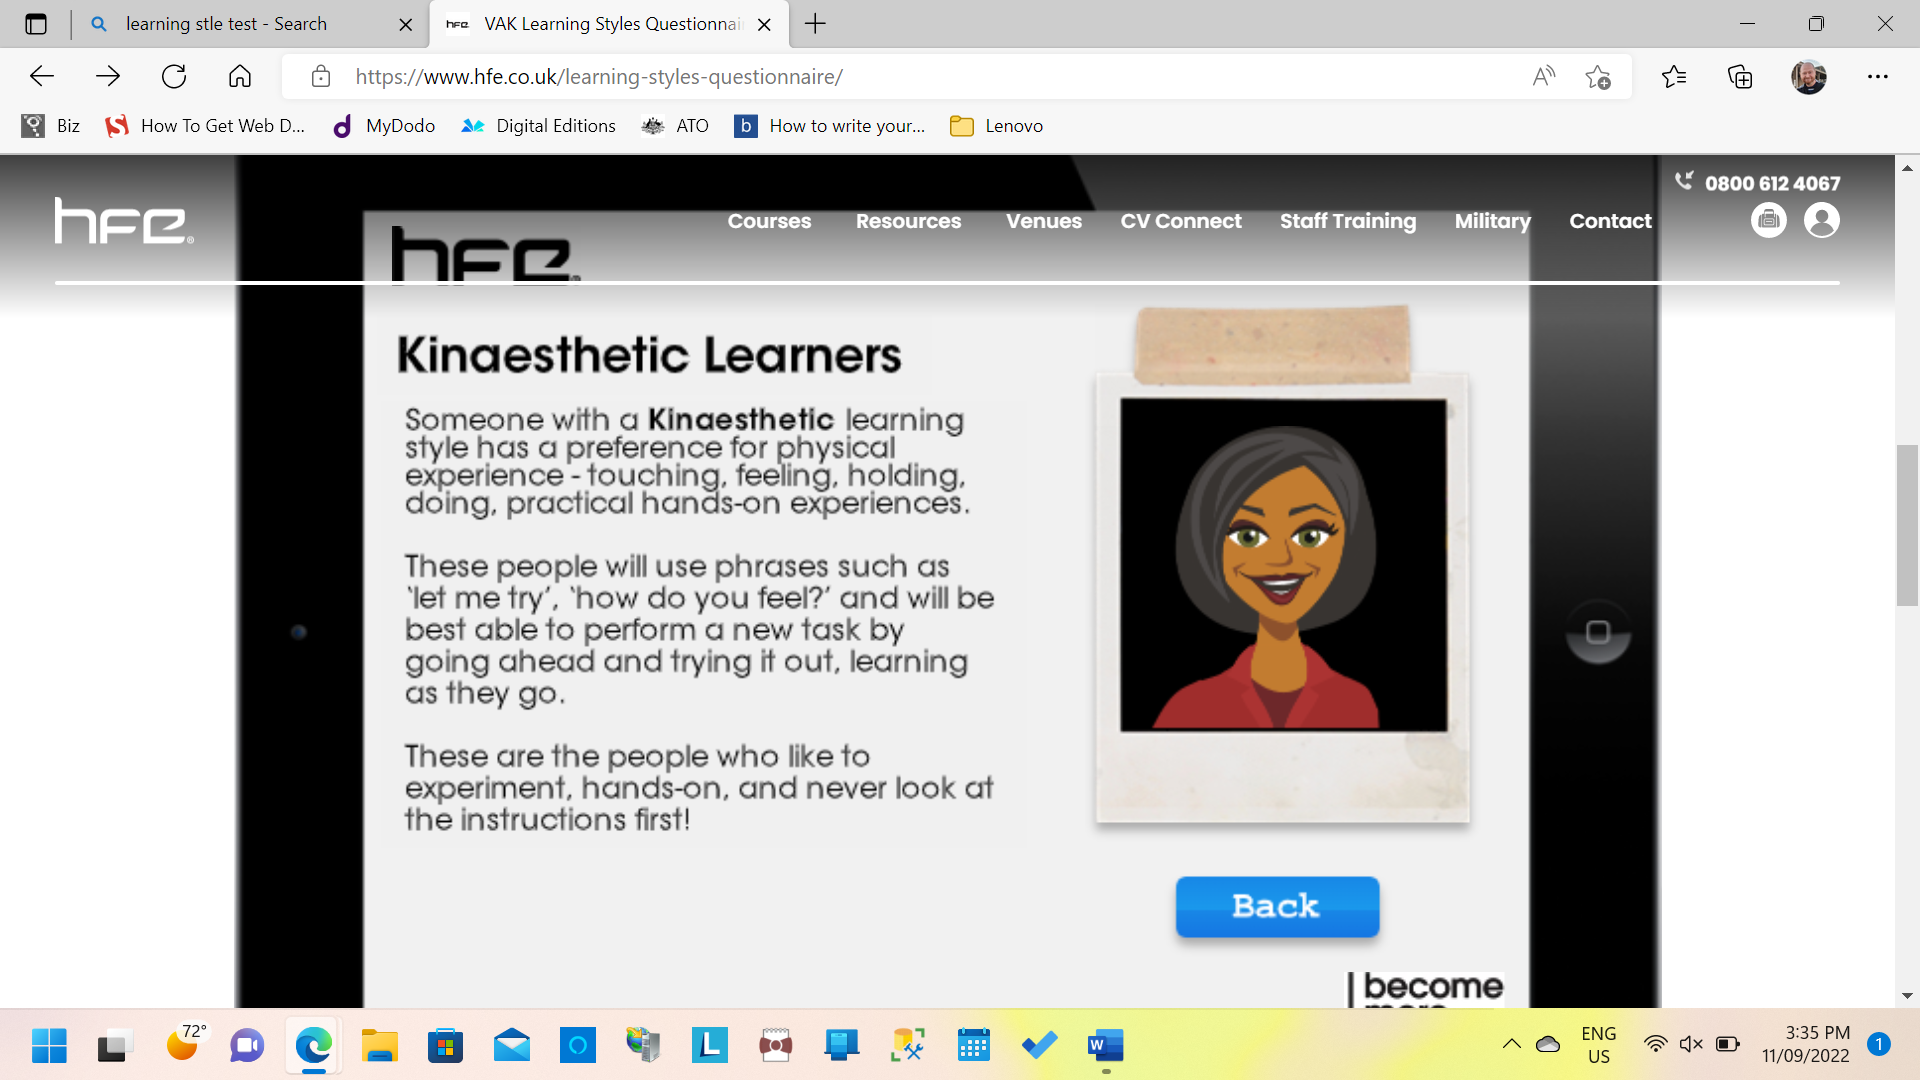 learning stle test - Search
hfe. VAK Learning Styles Questionnai
https://www.hfe.co.uk/learning-styles-questionnaire/
Biz How To Get Web D... MyDodo Digital Editions ATO b How to write your... Lenovo
0800 612 4067
hfe®
Courses Resources Venues CV Connect Staff Training Military Contact
hfe
Kinaesthetic Learners
Someone with a Kinaesthetic learning
style has a preference for physical
experience - touching, feeling, holding,
doing, practical hands-on experiences.
These people will use phrases such as
‘let me try’, ‘how do you feel?’ and will be
best able to perform a new task by
going ahead and trying it out, learning
as they go.
These are the people who like to
experiment, hands-on, and never look at
the instructions first!
Back
become
72°
L
W
ENG
US
3:35 PM
11/09/2022
1